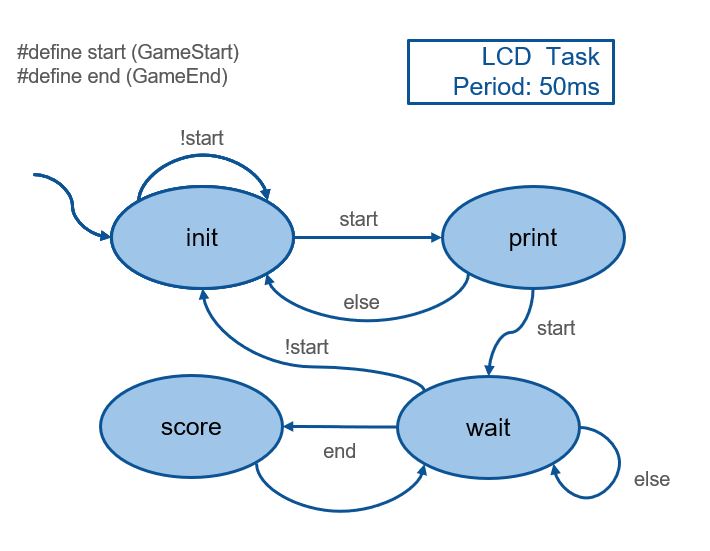 #define start (GameStart)
#define end (GameEnd)
LCD Task
Period: 50ms
!start
init
start
print
else
start
!start
score
end
wait
else